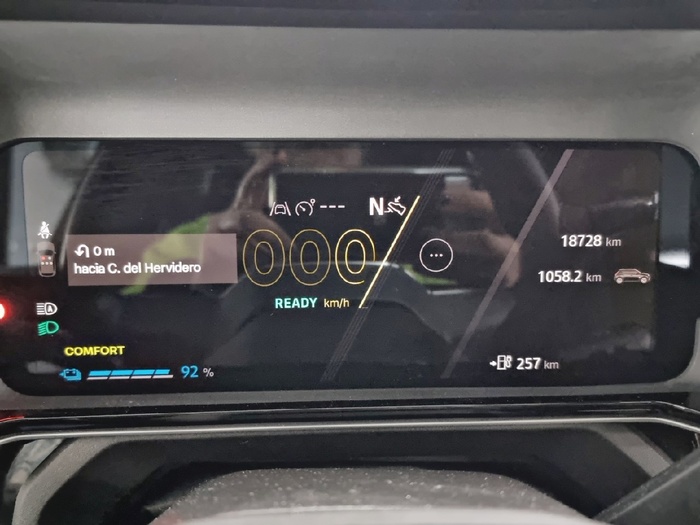 ---
N
0 m
hacia C. del Hervidero
000
18728 km
1058.2 km
READY km/h
A
COMFORT
92 %
257 km